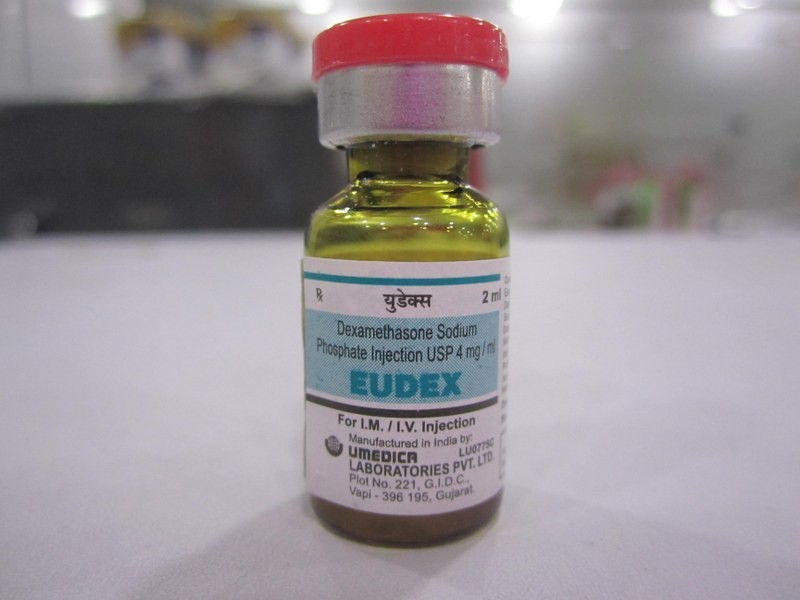 ℞ युडेक्स 2 ml
Dexamethasone Sodium
Phosphate Injection USP 4 mg / ml
EUDEX
For I.M. / I.V. Injection
Manufactured in India by:
UMEDICA LU0775C
LABORATORIES PVT. LTD.
Plot No. 221, G.I.D.C.,
Vapi - 396 195, Gujarat.